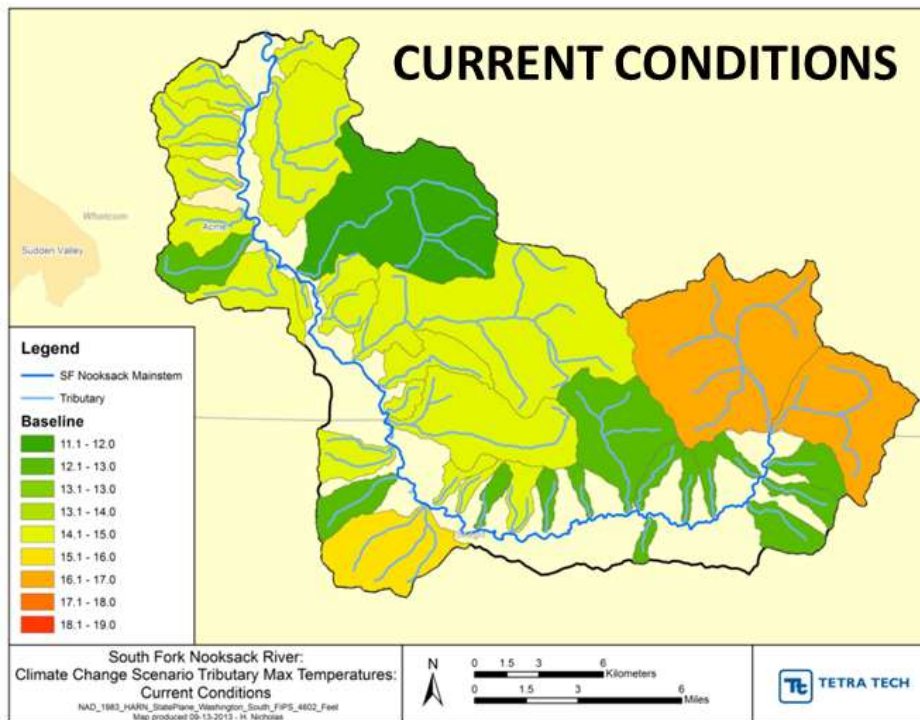 CURRENT CONDITIONS
Whatcom
Acme
Sudden Valley
Legend
SF Nooksack Mainstem
Tributary
Baseline
11.1 - 12.0
12.1 - 13.0
13.1 - 13.0
13.1 - 14.0
14.1 - 15.0
15.1 - 16.0
16.1 - 17.0
17.1 - 18.0
18.1 - 19.0
South Fork Nooksack River:
Climate Change Scenario Tributary Max Temperatures:
Current Conditions
NAD_1983_HARN_StatePlane_Washington_South_FIPS_4602_Feet
Map produced 09-13-2013 - H. Nicholas
N
0 1.5 3 6
Kilometers
0 1.5 3 6
Miles
Tt TETRA TECH